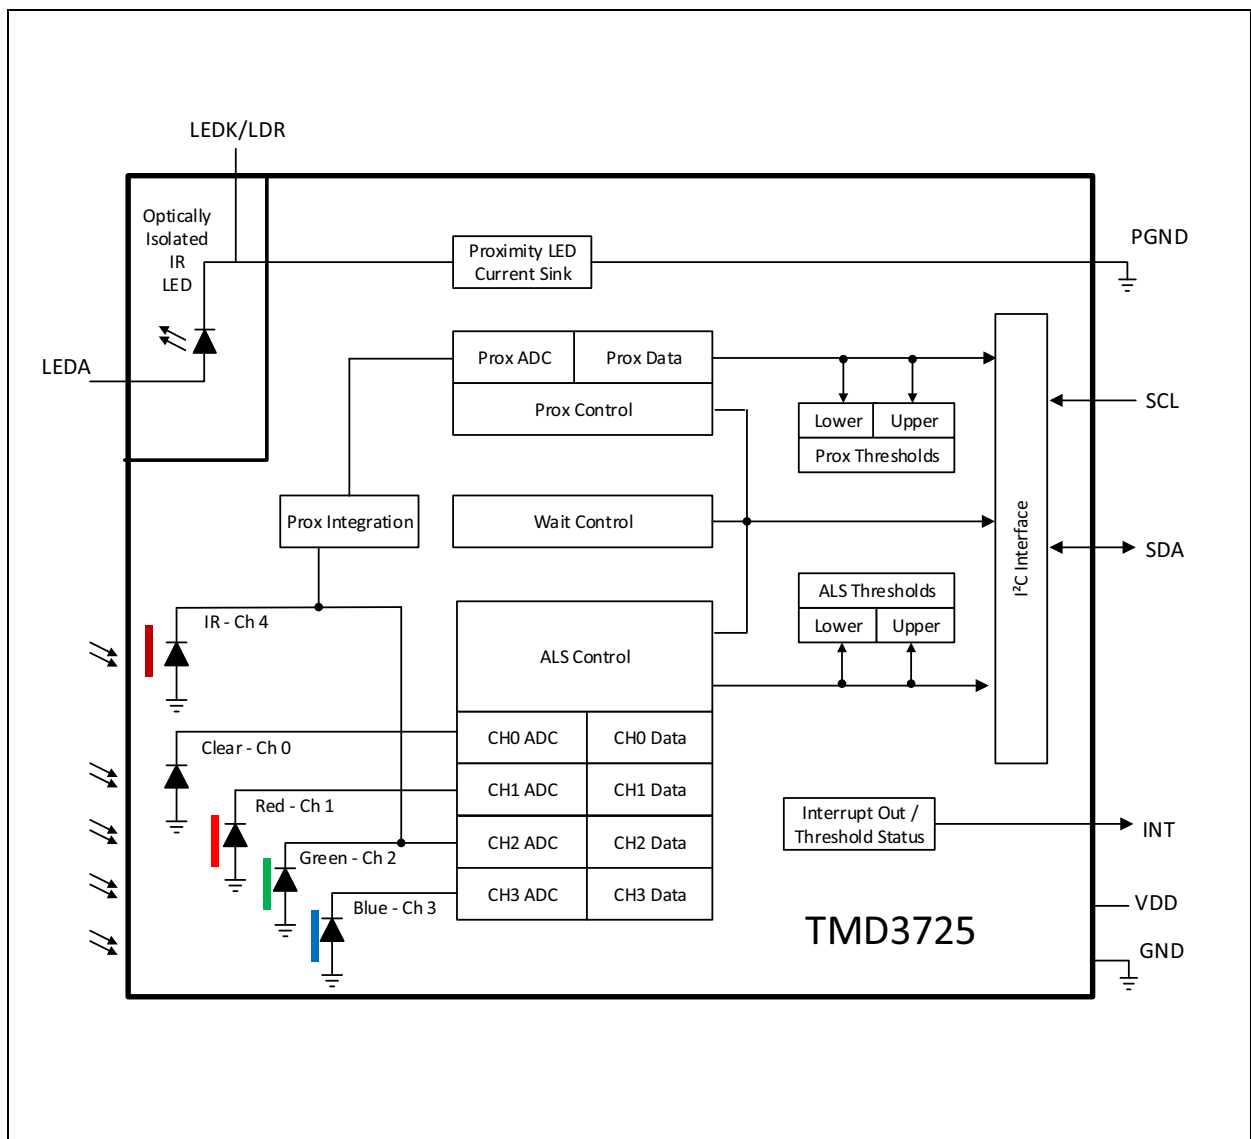 LEDK/LDR
Optically
Isolated
IR
LED
LEDA
Proximity LED
Current Sink
PGND
Prox ADC
Prox Data
Prox Control
Lower
Upper
Prox Thresholds
SCL
Prox Integration
Wait Control
I²C Interface
SDA
ALS Thresholds
Lower
Upper
IR - Ch 4
ALS Control
Clear - Ch 0
CH0 ADC
CH0 Data
Red - Ch 1
CH1 ADC
CH1 Data
Green - Ch 2
CH2 ADC
CH2 Data
Blue - Ch 3
CH3 ADC
CH3 Data
Interrupt Out /
Threshold Status
INT
VDD
TMD3725
GND